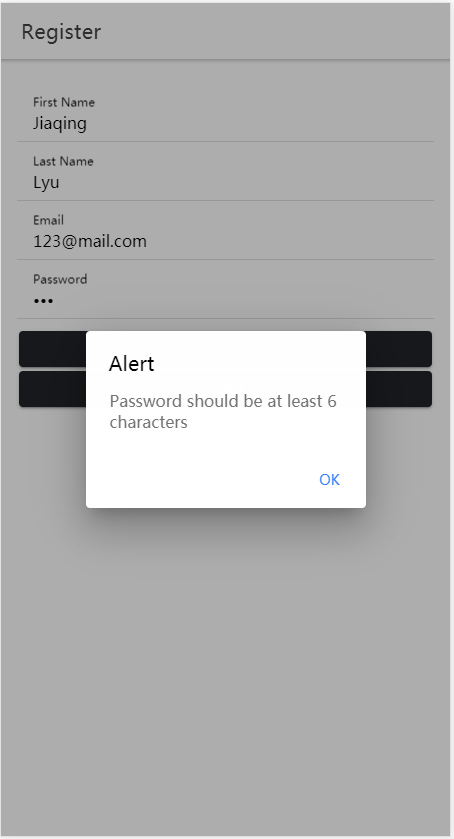 Register
First Name
Jiaqing
Last Name
Lyu
Email
123@mail.com
Password
•••
Alert
Password should be at least 6
characters
OK